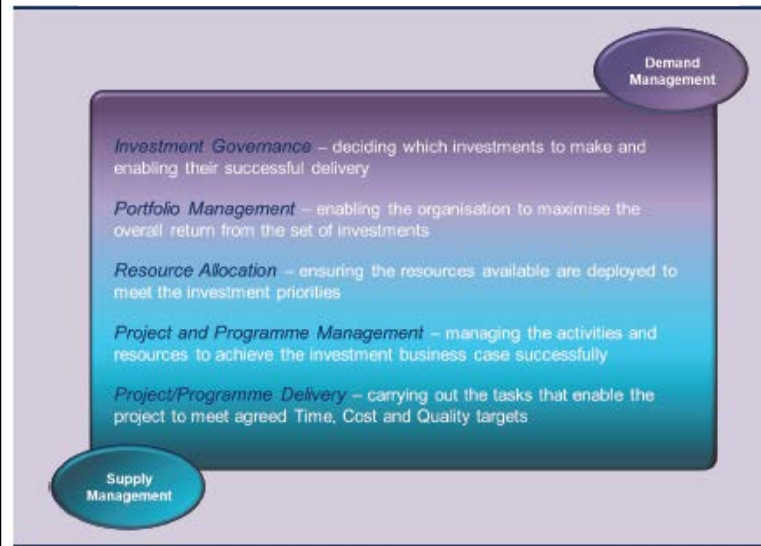 Demand
Management
Investment Governance – deciding which investments to make and
enabling their successful delivery
Portfolio Management – enabling the organisation to maximise the
overall return from the set of investments
Resource Allocation – ensuring the resources available are deployed to
meet the investment priorities
Project and Programme Management – managing the activities and
resources to achieve the investment business case successfully
Project/Programme Delivery – carrying out the tasks that enable the
project to meet agreed Time, Cost and Quality targets
Supply
Management